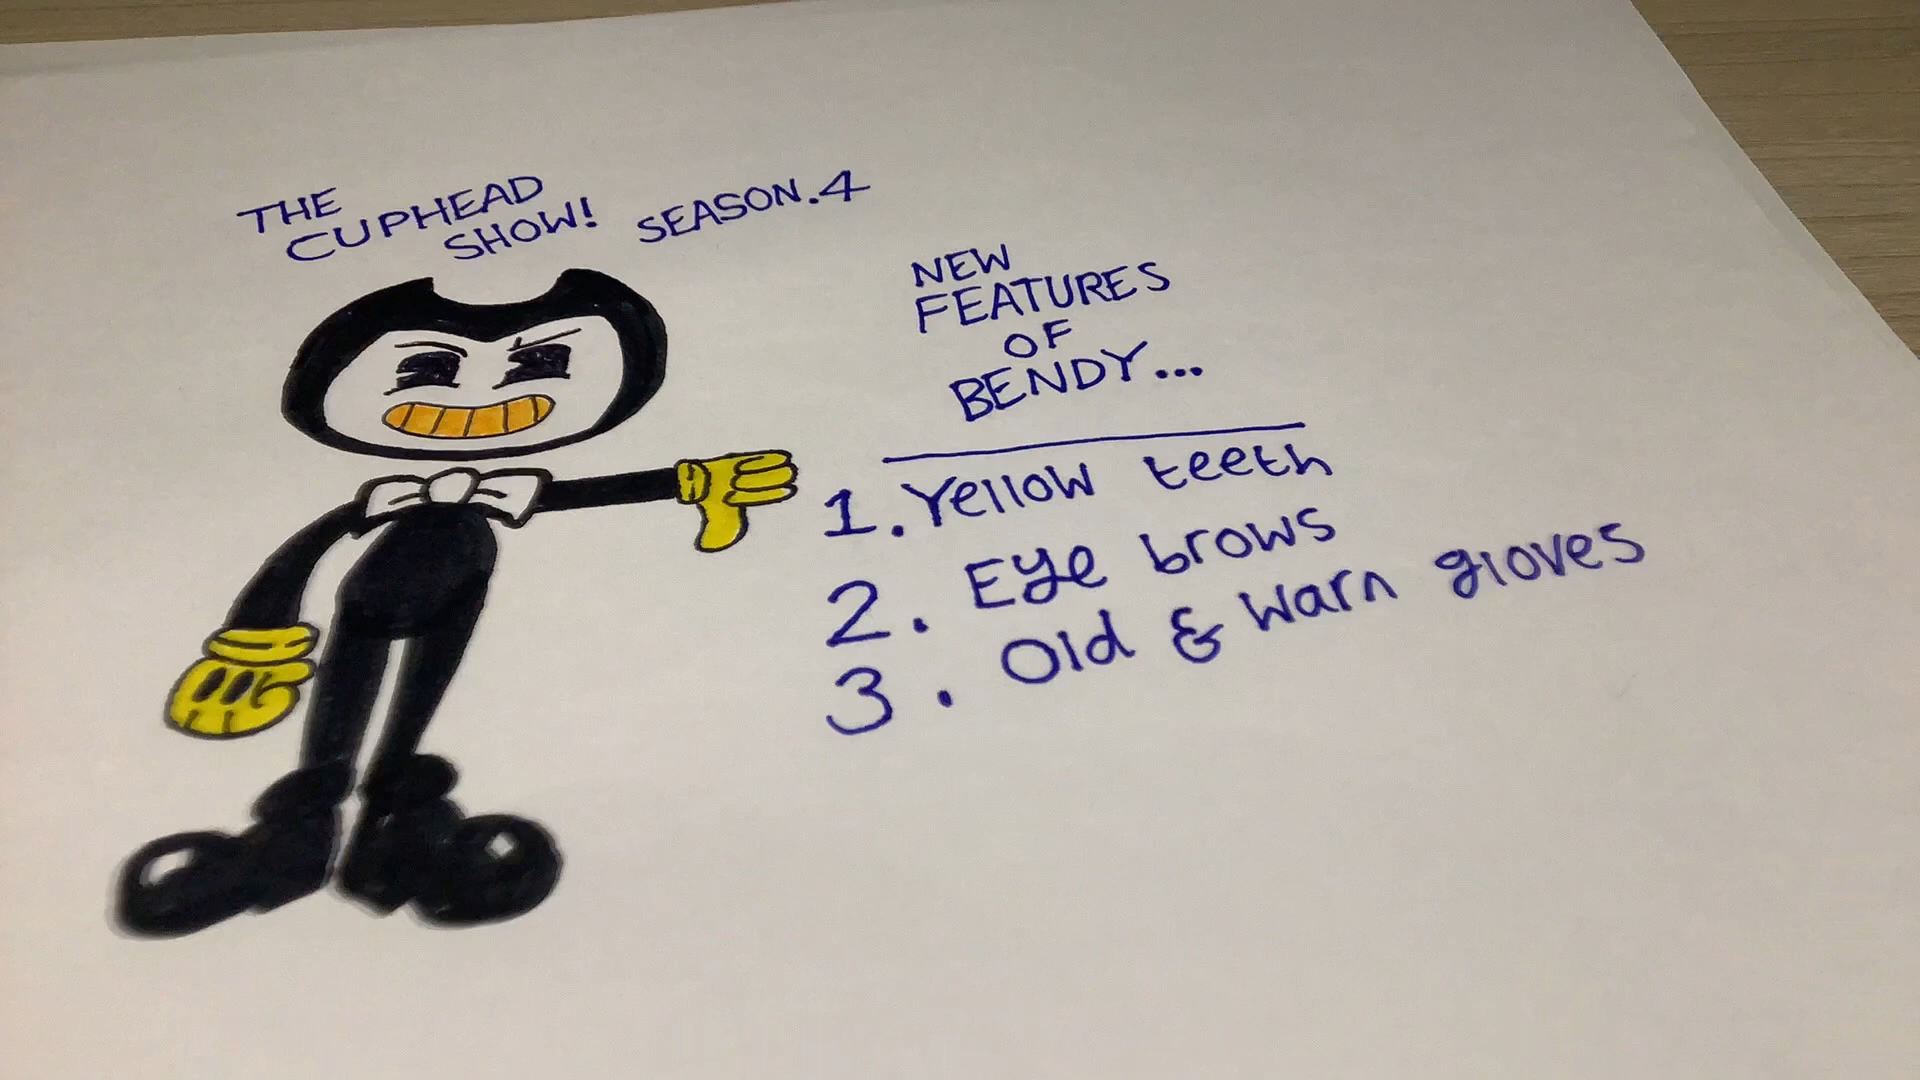 THE
CUPHEAD
SHOW! SEASON.4
NEW
FEATURES
OF
BENDY...
1. Yellow teeth
2. Eye brows
3. Old & warn gloves